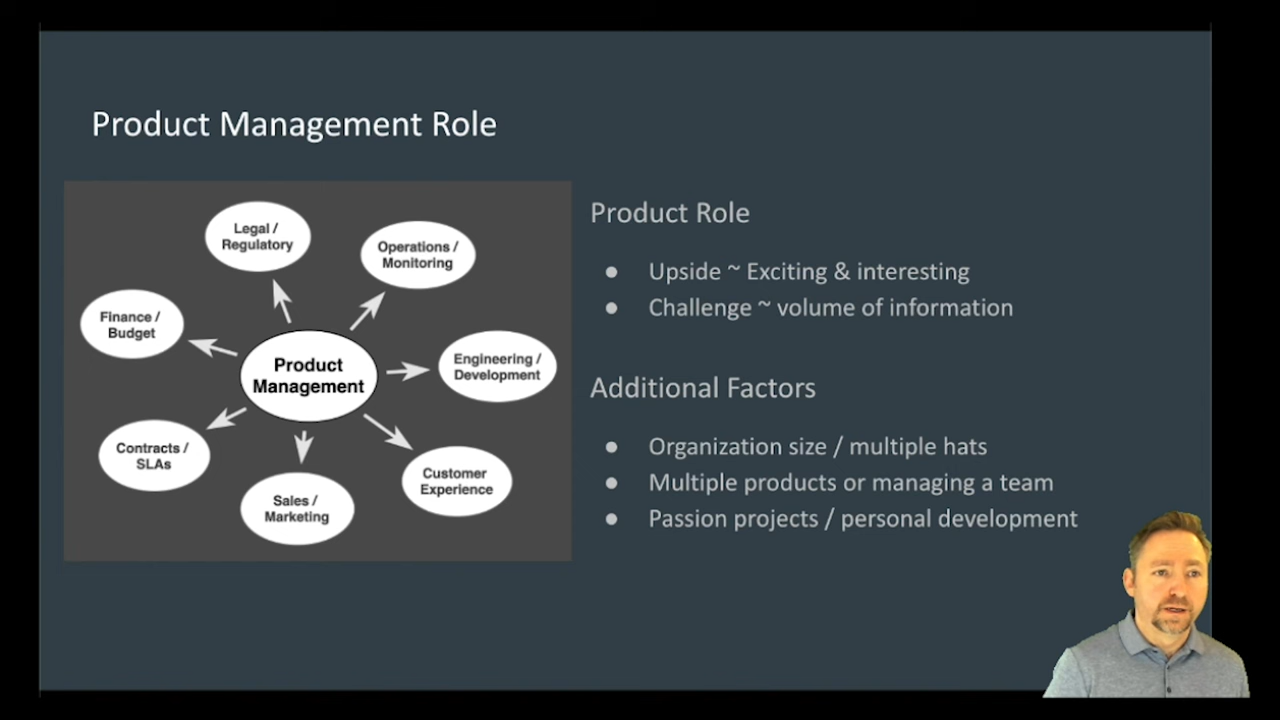 Product Management Role
Legal /
Regulatory
Operations /
Monitoring
Finance /
Budget
Engineering /
Development
Product
Management
Contracts /
SLAs
Customer
Experience
Sales /
Marketing
Product Role
● Upside ~ Exciting & interesting
● Challenge ~ volume of information
Additional Factors
● Organization size / multiple hats
● Multiple products or managing a team
● Passion projects / personal development